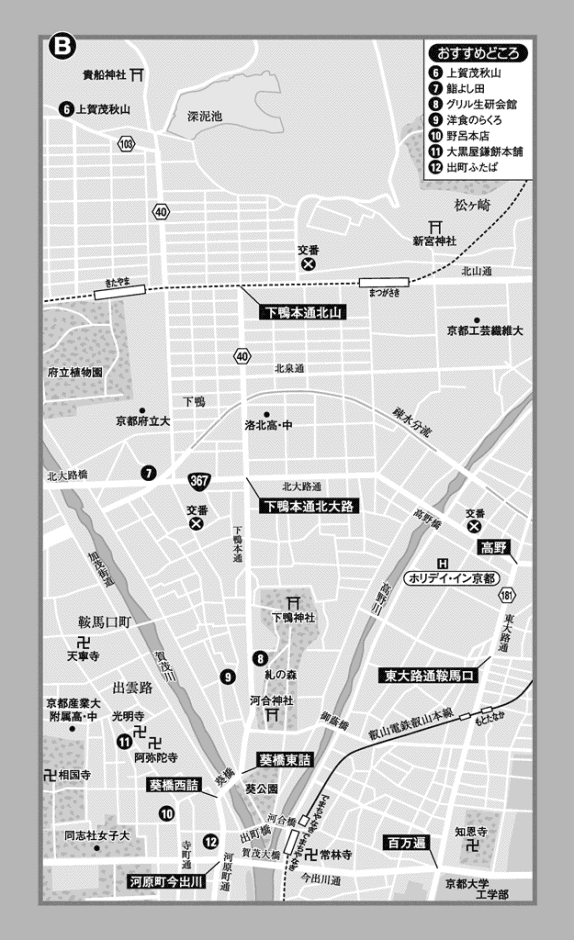 B
おすすめどころ
6 上賀茂秋山
7 鮨よし田
8 グリル生研会館
9 洋食のらくろ
10 野呂本店
11 大黒屋鎌餅本舗
12 出町ふたば
貴船神社
6 上賀茂秋山
深泥池
103
松ヶ崎
40
新宮神社
交番
北山通
きたやま
まつがさき
下鴨本通北山
京都工芸繊維大
40
北泉通
府立植物園
下鴨
京都府立大
洛北高・中
疎水分流
北大路橋
7
367
北大路通
下鴨本通北大路
交番
高野橋
交番
下鴨本通
高野
加茂街道
H
ホリデイ・イン京都
高野川
181
下鴨神社
東大路通
鞍馬口町
天寧寺
賀茂川
8
糺の森
9
東大路通鞍馬口
出雲路
河合神社
京都産業大
附属高・中
光明寺
御蔭橋
叡山電鉄叡山本線
もとたなか
11
阿弥陀寺
葵橋東詰
相国寺
葵橋西詰
葵橋
葵公園
でまちやなぎ
でまちやなぎ
10
河合橋
同志社女子大
出町橋
知恩寺
12
百万遍
寺町通
賀茂大橋
常林寺
河原町今出川
河原町通
今出川通
京都大学
工学部